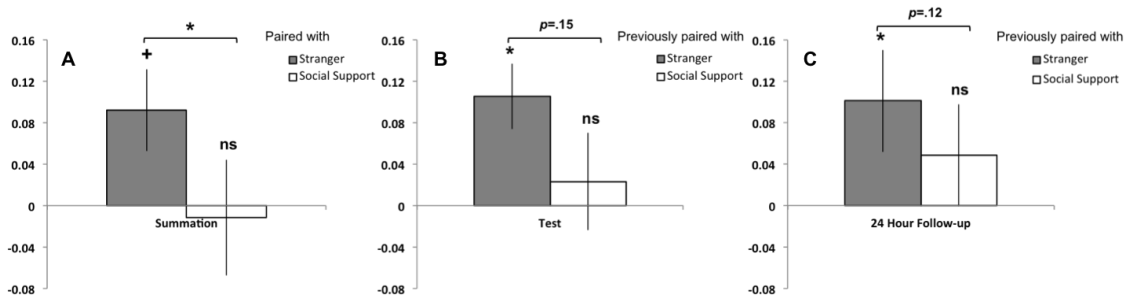 A
*
Paired with
Stranger
Social Support
+
ns
0.16
0.12
0.08
0.04
0
-0.04
-0.08
Summation
B
p=.15
Previously paired with
Stranger
Social Support
*
ns
0.16
0.12
0.08
0.04
0
-0.04
-0.08
Test
C
p=.12
Previously paired with
Stranger
Social Support
*
ns
0.16
0.12
0.08
0.04
0
-0.04
-0.08
24 Hour Follow-up